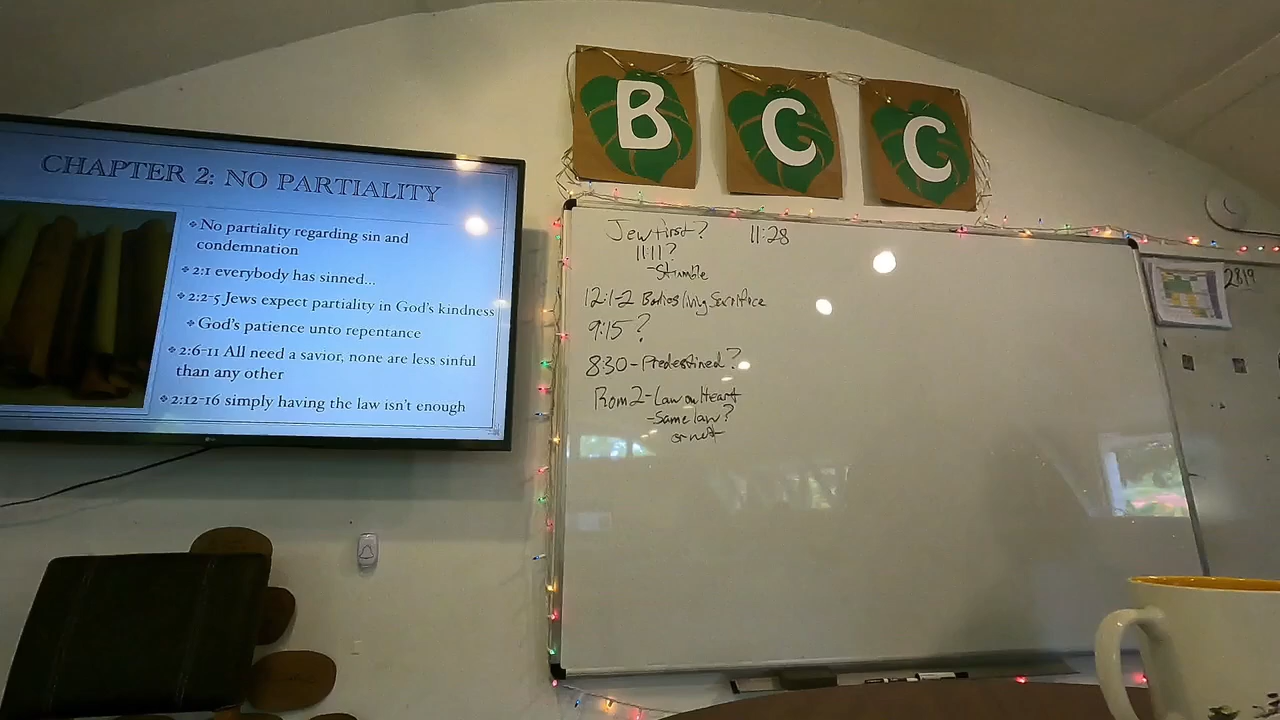 CHAPTER 2: NO PARTIALITY
No partiality regarding sin and
condemnation
2:1 everybody has sinned...
2:2-5 Jews expect partiality in God's kindness
God's patience unto repentance
2:6-11 All need a savior, none are less sinful
than any other
2:12-16 simply having the law isn't enough
LG
B C C
Jew first? 11:28
11:11?
-Stumble
12:1-2 Bodies living Sacrifice
9:15?
8:30-Predestined?
Rom 2-Law on Heart
-Same law?
or not
2819